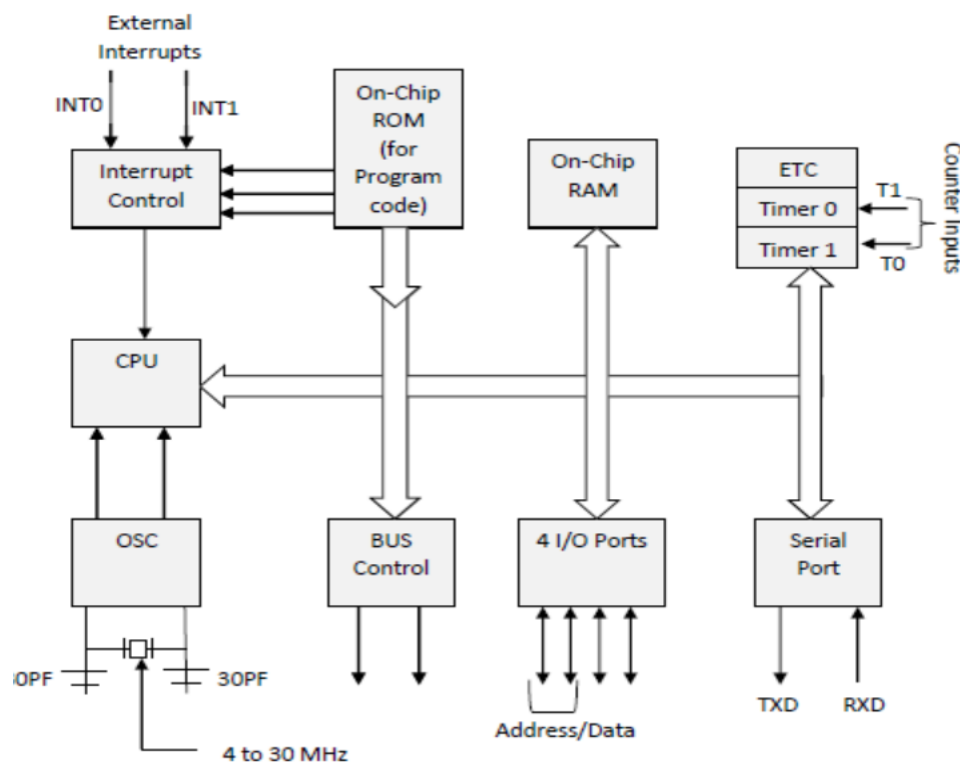 External
Interrupts
INT0
INT1
On-Chip
ROM
(for
Program
code)
Interrupt
Control
On-Chip
RAM
ETC
Timer 0
Timer 1
T1
T0
Counter Inputs
CPU
OSC
BUS
Control
4 I/O Ports
Serial
Port
0PF
30PF
TXD
RXD
Address/Data
4 to 30 MHz